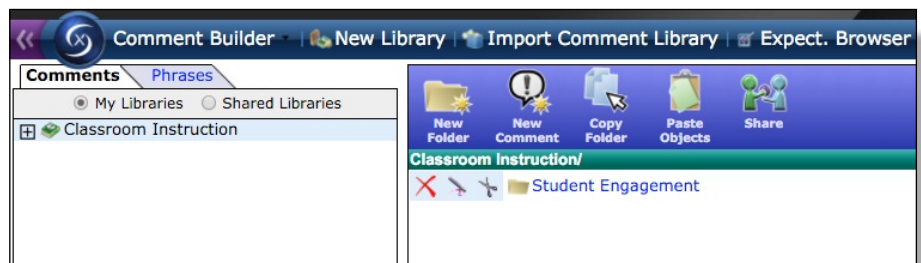 Comment Builder New Library Import Comment Library Expect. Browser
Comments Phrases
My Libraries Shared Libraries
Classroom Instruction
New Folder
New Comment
Copy Folder
Paste Objects
Share
Classroom Instruction/
Student Engagement